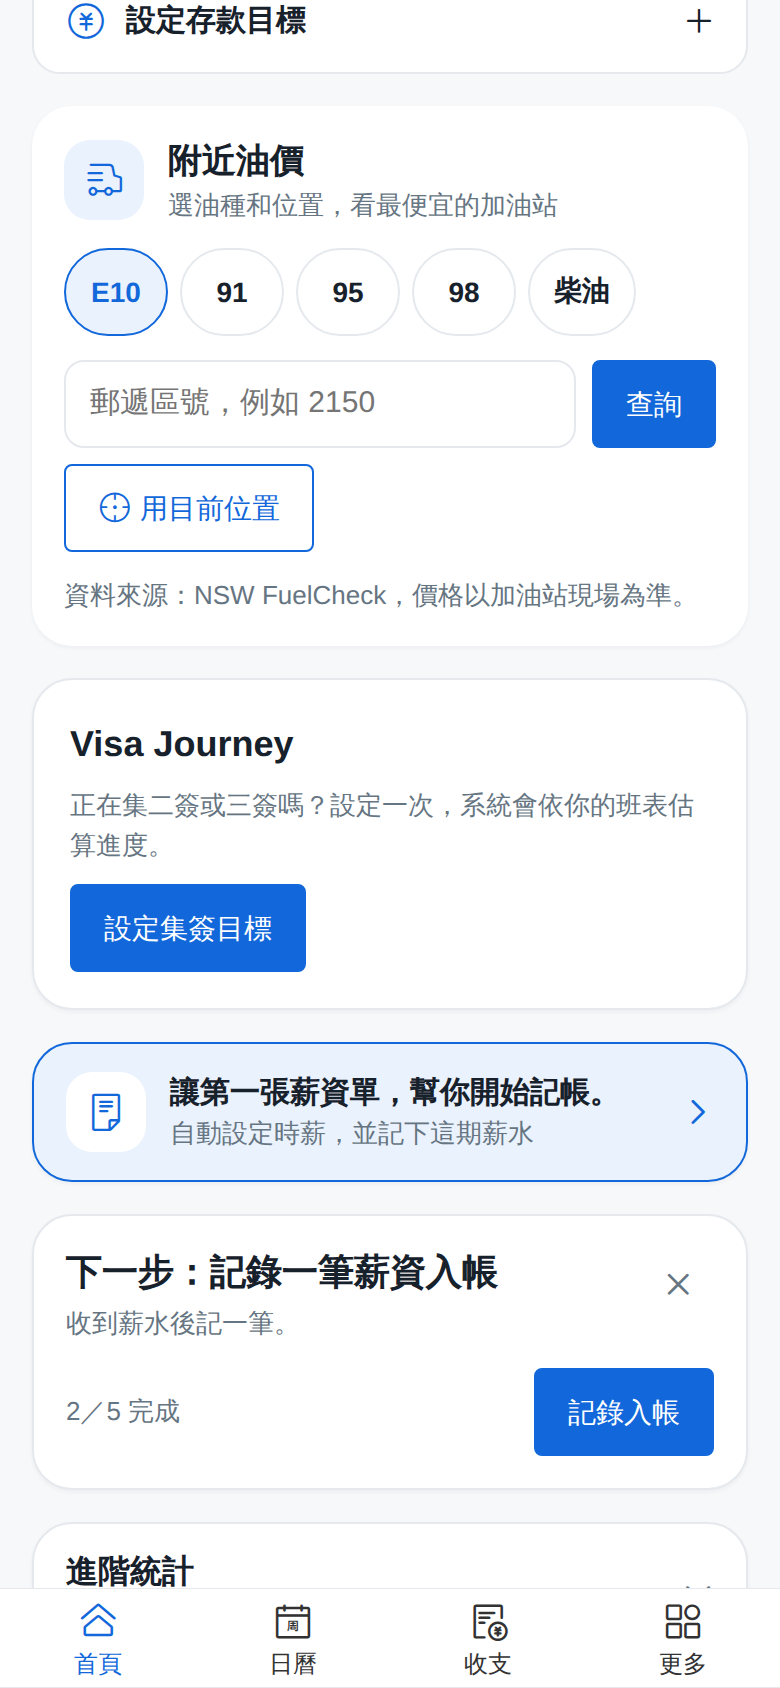 設定存款目標
附近油價
選油種和位置，看最便宜的加油站
E10 91 95 98 柴油
郵遞區號，例如 2150
查詢
用目前位置
資料來源：NSW FuelCheck，價格以加油站現場為準。
Visa Journey
正在集二簽或三簽嗎？設定一次，系統會依你的班表估
算進度。
設定集簽目標
讓第一張薪資單，幫你開始記帳。
自動設定時薪，並記下這期薪水
下一步：記錄一筆薪資入帳
收到薪水後記一筆。
2／5 完成
記錄入帳
進階統計
周
首頁 日曆 收支 更多